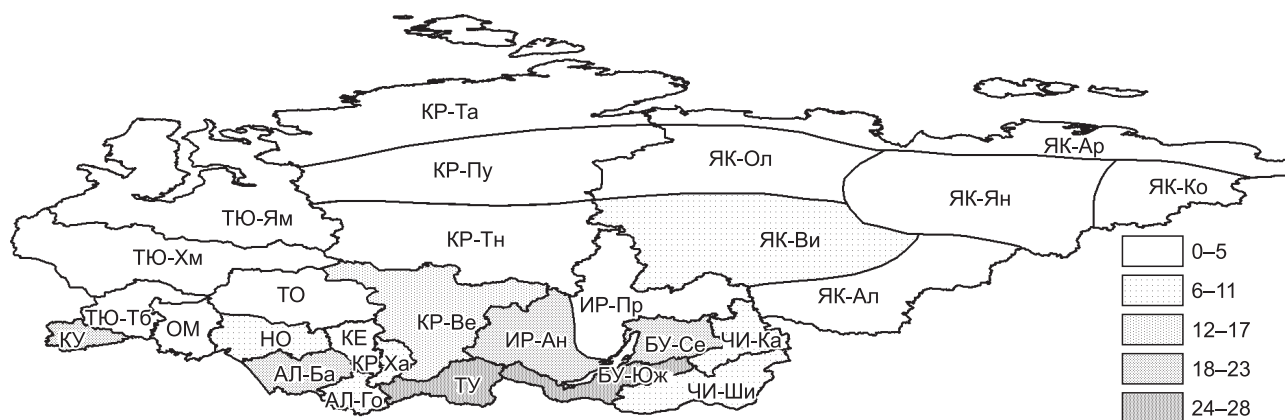 КР-Та
ЯК-Ар
ЯК-Ол
КР-Пу
ЯК-Ко
ЯК-Ян
ТЮ-Ям
КР-Тн
ЯК-Ви
ТЮ-Хм
0–5
ТО
ИР-Пр
ЯК-Ал
6–11
ТЮ-Тб
ОМ
КУ
НО
КЕ
КР-Ве
ИР-Ан
БУ-Се
ЧИ-Ка
12–17
АЛ-Ба
КР
Ха
ТУ
БУ-Юж
18–23
АЛ-Го
ЧИ-Ши
24–28